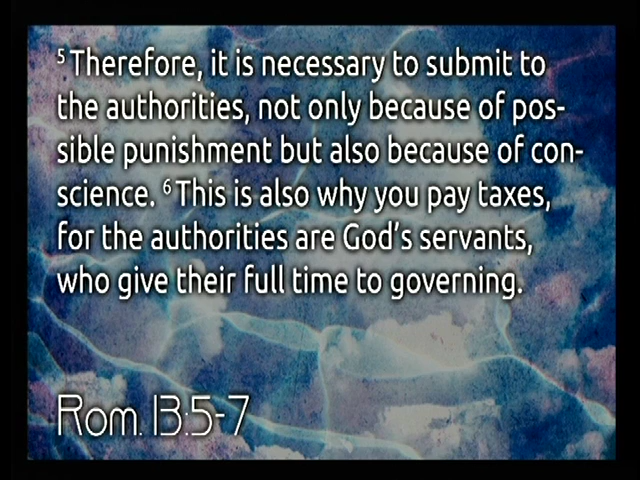 ⁵ Therefore, it is necessary to submit to
the authorities, not only because of pos-
sible punishment but also because of con-
science. ⁶ This is also why you pay taxes,
for the authorities are God's servants,
who give their full time to governing.
Rom. 13:5-7